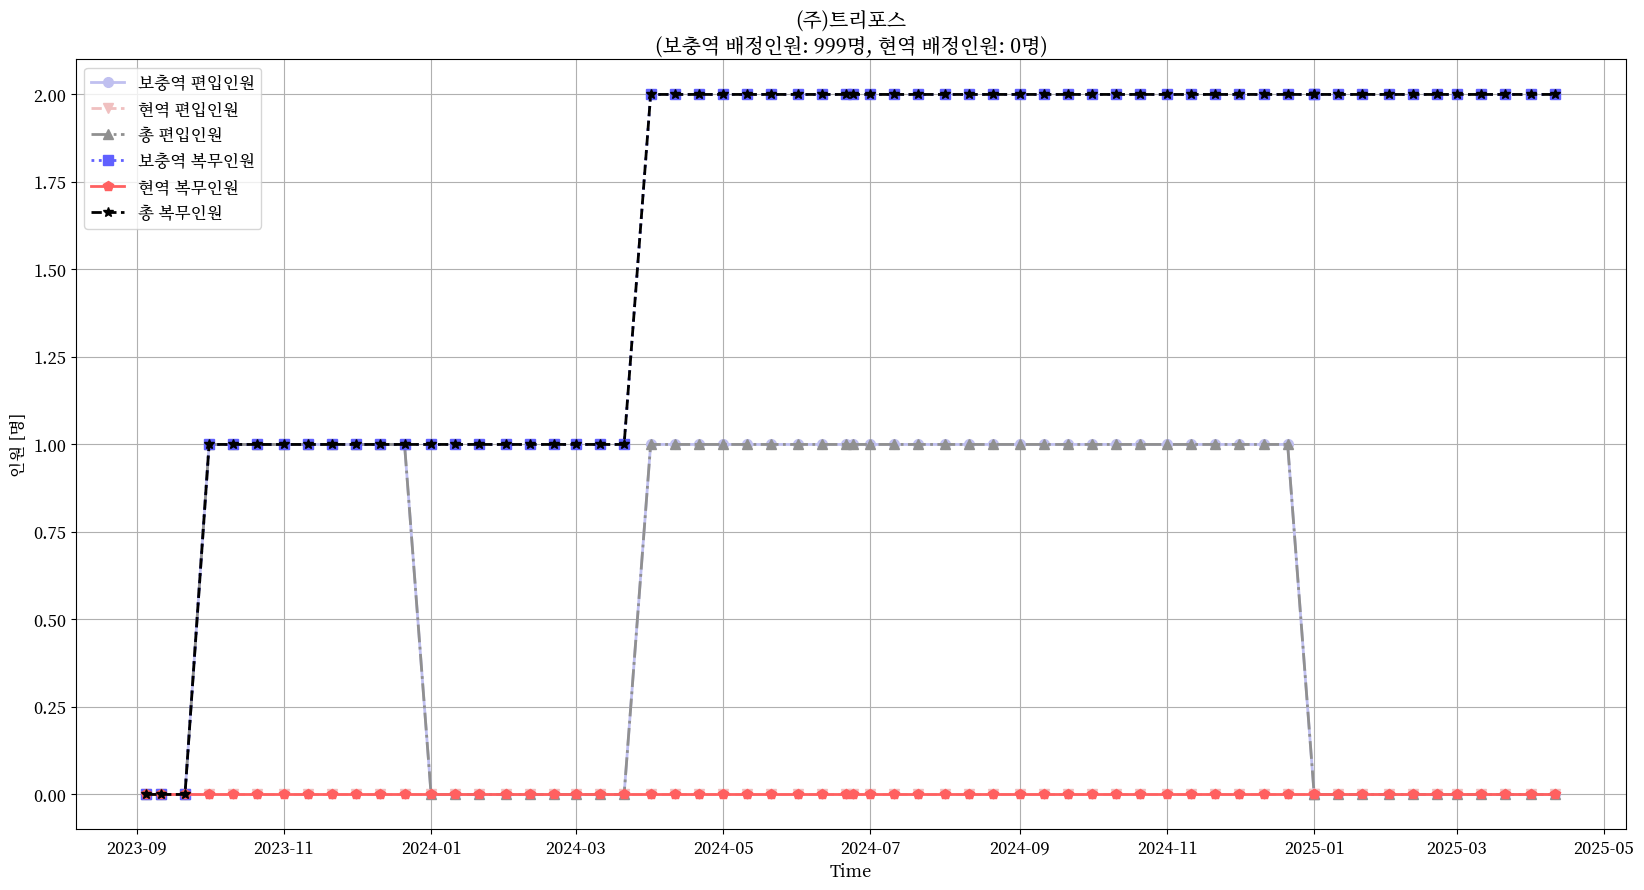 (주)트리포스
(보충역 배정인원: 999명, 현역 배정인원: 0명)
보충역 편입인원
현역 편입인원
총 편입인원
보충역 복무인원
현역 복무인원
총 복무인원
2.00
1.75
1.50
1.25
1.00
0.75
0.50
0.25
0.00
인원 [명]
2023-09
2023-11
2024-01
2024-03
2024-05
2024-07
2024-09
2024-11
2025-01
2025-03
2025-05
Time